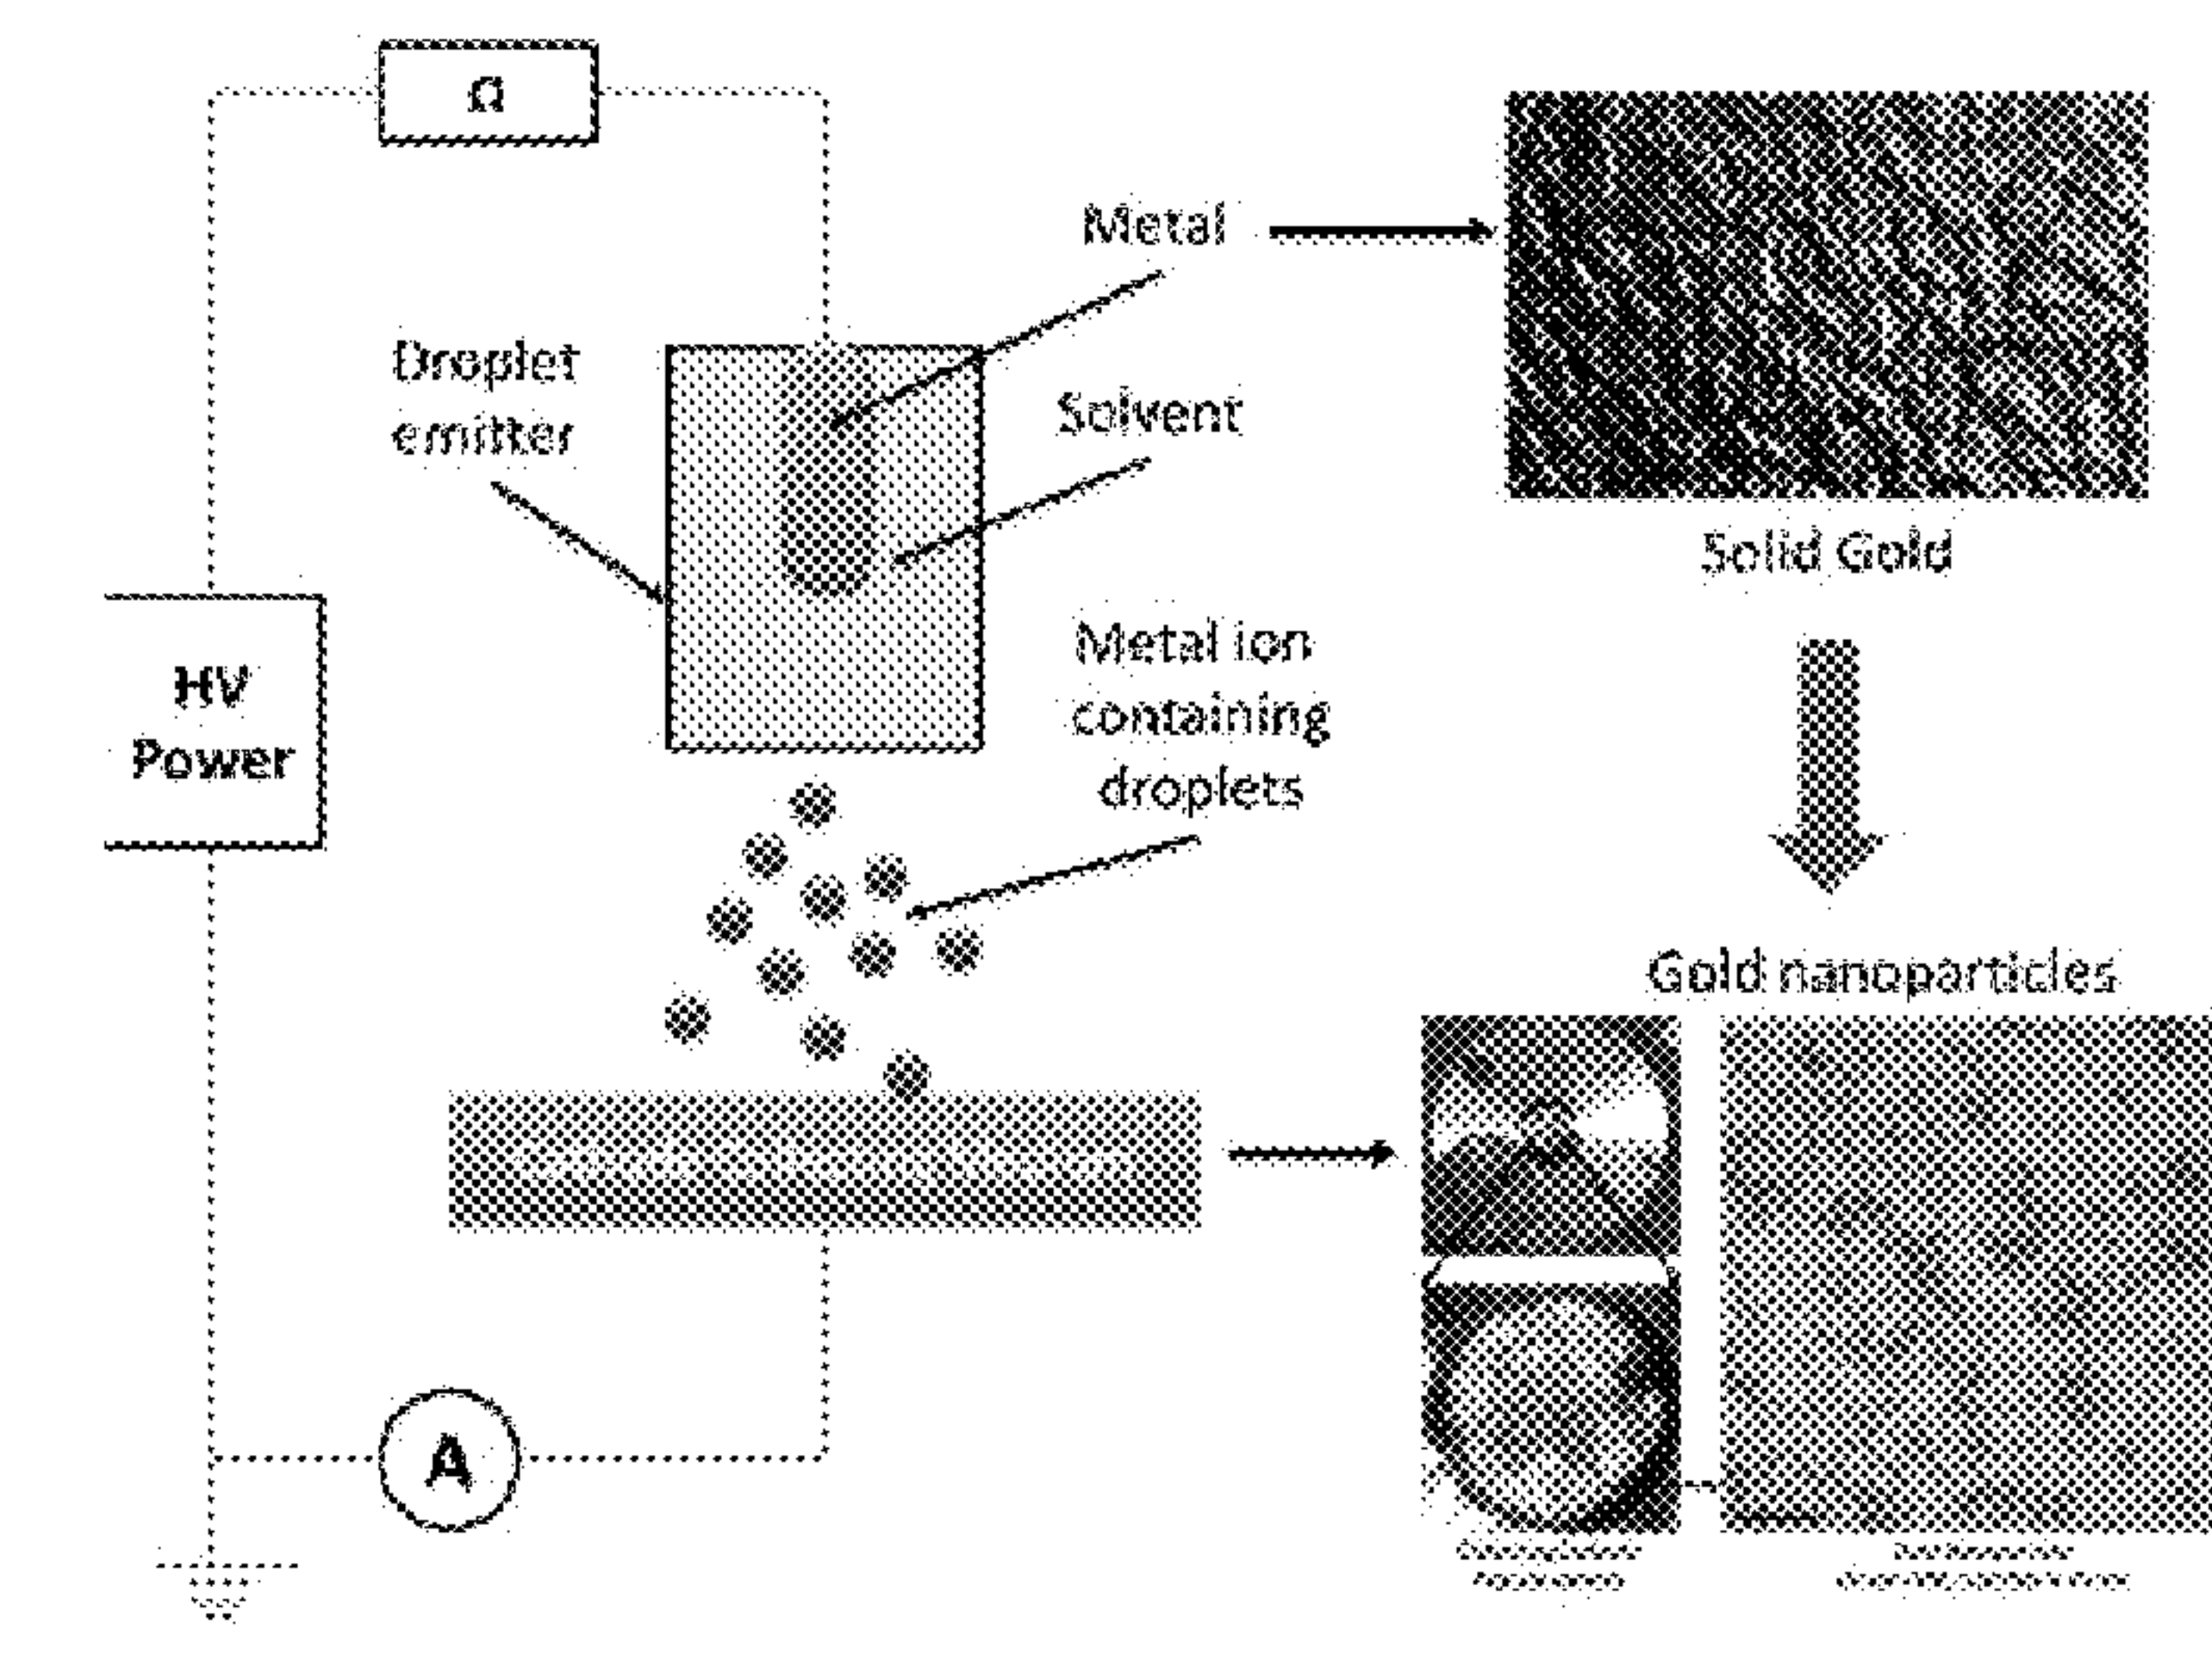 Ω
Metal
Droplet
emitter
Solvent
Solid Gold
Metal ion
containing
droplets
HV
Power
Gold nanoparticles
A